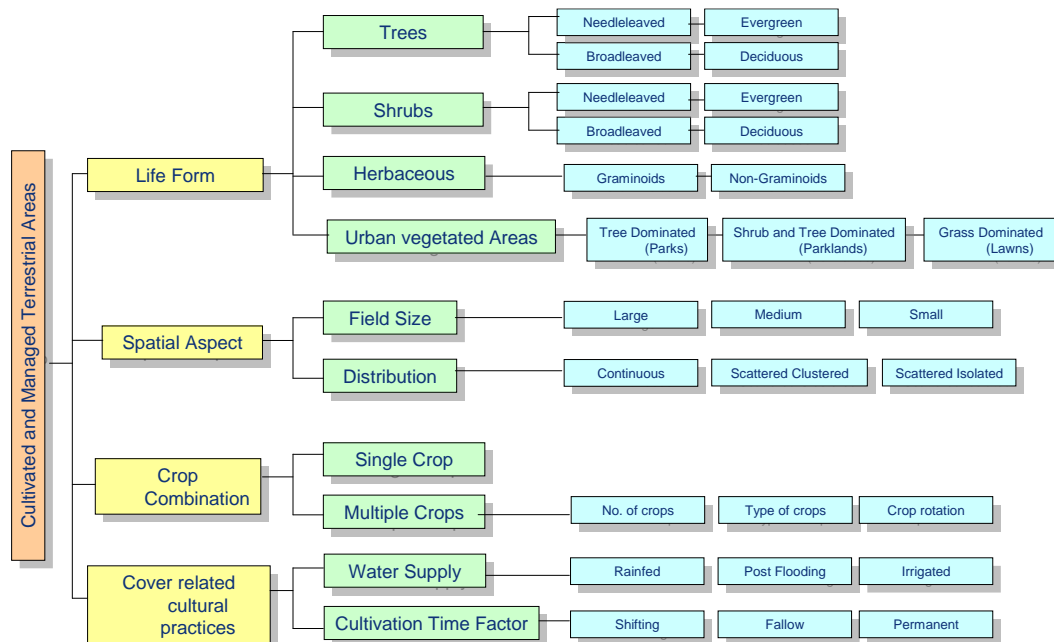 Cultivated and Managed Terrestrial Areas
Life Form
Trees
Needleleaved
Evergreen
Broadleaved
Deciduous
Shrubs
Needleleaved
Evergreen
Broadleaved
Deciduous
Herbaceous
Graminoids
Non-Graminoids
Urban vegetated Areas
Tree Dominated
(Parks)
Shrub and Tree Dominated
(Parklands)
Grass Dominated
(Lawns)
Spatial Aspect
Field Size
Large
Medium
Small
Distribution
Continuous
Scattered Clustered
Scattered Isolated
Crop
Combination
Single Crop
Multiple Crops
No. of crops
Type of crops
Crop rotation
Cover related
cultural
practices
Water Supply
Rainfed
Post Flooding
Irrigated
Cultivation Time Factor
Shifting
Fallow
Permanent